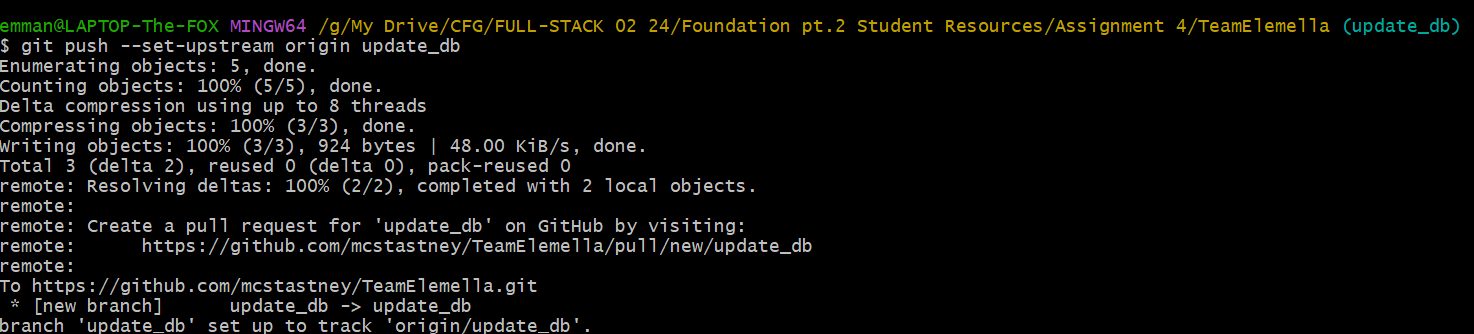 emman@LAPTOP-The-FOX MINGW64 /g/My Drive/CFG/FULL-STACK 02 24/Foundation pt.2 Student Resources/Assignment 4/TeamElemella (update_db)
$ git push --set-upstream origin update_db
Enumerating objects: 5, done.
Counting objects: 100% (5/5), done.
Delta compression using up to 8 threads
Compressing objects: 100% (3/3), done.
Writing objects: 100% (3/3), 924 bytes | 48.00 KiB/s, done.
Total 3 (delta 2), reused 0 (delta 0), pack-reused 0
remote: Resolving deltas: 100% (2/2), completed with 2 local objects.
remote:
remote: Create a pull request for 'update_db' on GitHub by visiting:
remote:      https://github.com/mcstastney/TeamElemella/pull/new/update_db
remote:
To https://github.com/mcstastney/TeamElemella.git
 * [new branch]      update_db -> update_db
branch 'update_db' set up to track 'origin/update_db'.